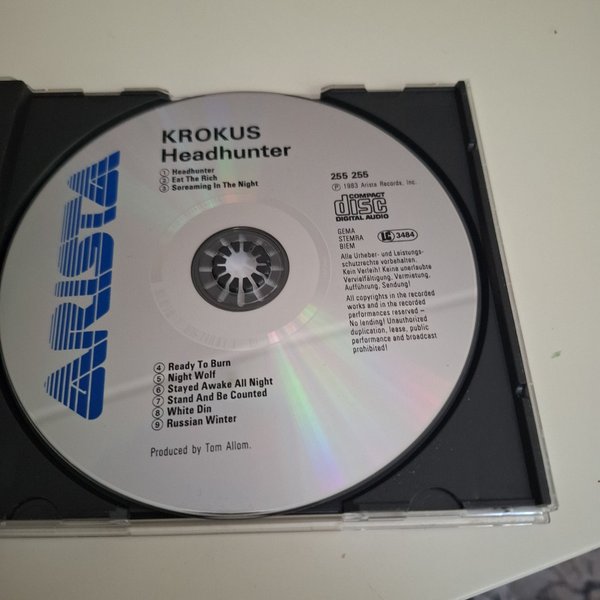 KROKUS
Headhunter
1 Headhunter
2 Eat The Rich
3 Screaming In The Night
ARISTA
255 255
Ⓟ 1983 Arista Records, Inc.
COMPACT
disc
DIGITAL AUDIO
GEMA
STEMRA
BIEM
LC 3484
Alle Urheber- und Leistungs-
schutzrechte vorbehalten.
Kein Verleih! Keine unerlaubte
Vervielfältigung, Vermietung,
Aufführung, Sendung!
All copyrights in the recorded
works and in the recorded
performances reserved –
No lending! Unauthorized
duplication, lease, public
performance and broadcast
prohibited!
4 Ready To Burn
5 Night Wolf
6 Stayed Awake All Night
7 Stand And Be Counted
8 White Din
9 Russian Winter
Produced by Tom Allom.